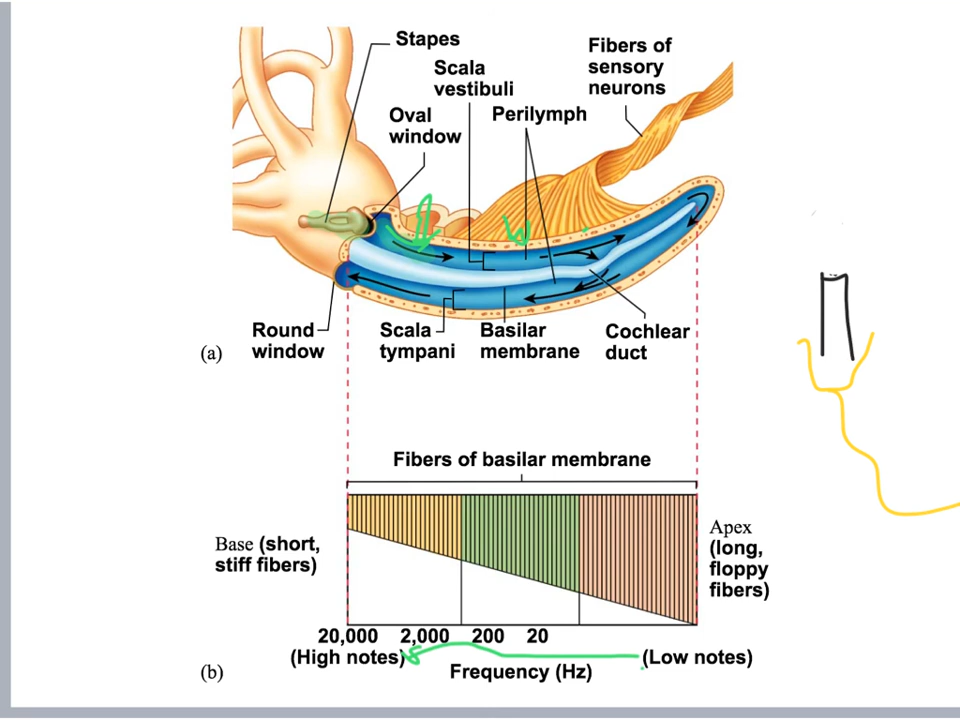 Stapes
Scala
vestibuli
Fibers of
sensory
neurons
Oval
window
Perilymph
Round
window
Scala
tympani
Basilar
membrane
Cochlear
duct
(a)
Fibers of basilar membrane
Base (short,
stiff fibers)
Apex
(long,
floppy
fibers)
20,000 2,000 200 20
(High notes) (Low notes)
Frequency (Hz)
(b)